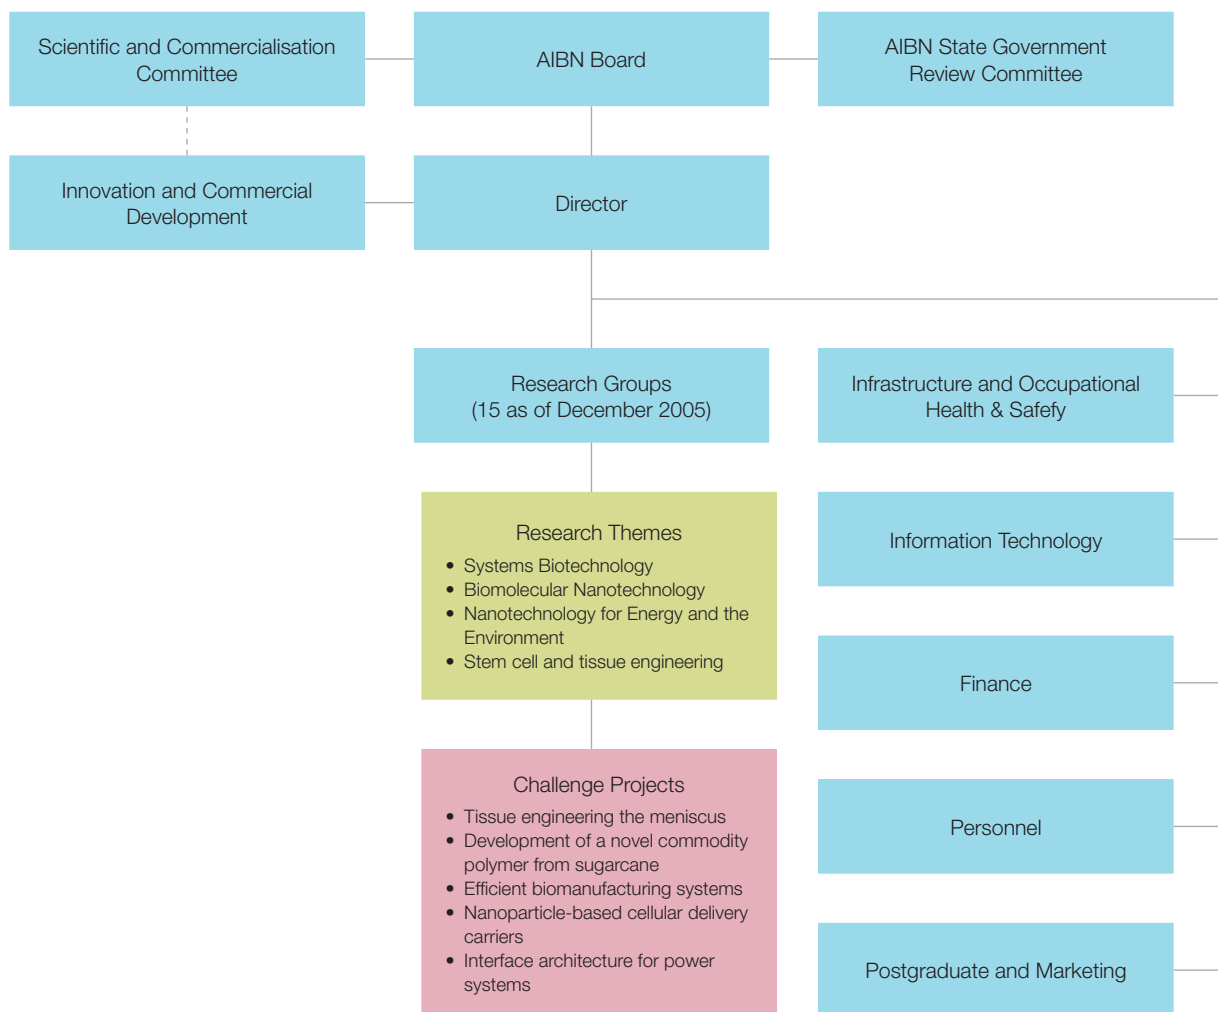 Scientific and Commercialisation
Committee
AIBN Board
AIBN State Government
Review Committee
Innovation and Commercial
Development
Director
Research Groups
(15 as of December 2005)
Infrastructure and Occupational
Health & Safefy
Research Themes
• Systems Biotechnology
• Biomolecular Nanotechnology
• Nanotechnology for Energy and the
Environment
• Stem cell and tissue engineering
Information Technology
Finance
Challenge Projects
• Tissue engineering the meniscus
• Development of a novel commodity
polymer from sugarcane
• Efficient biomanufacturing systems
• Nanoparticle-based cellular delivery
carriers
• Interface architecture for power
systems
Personnel
Postgraduate and Marketing